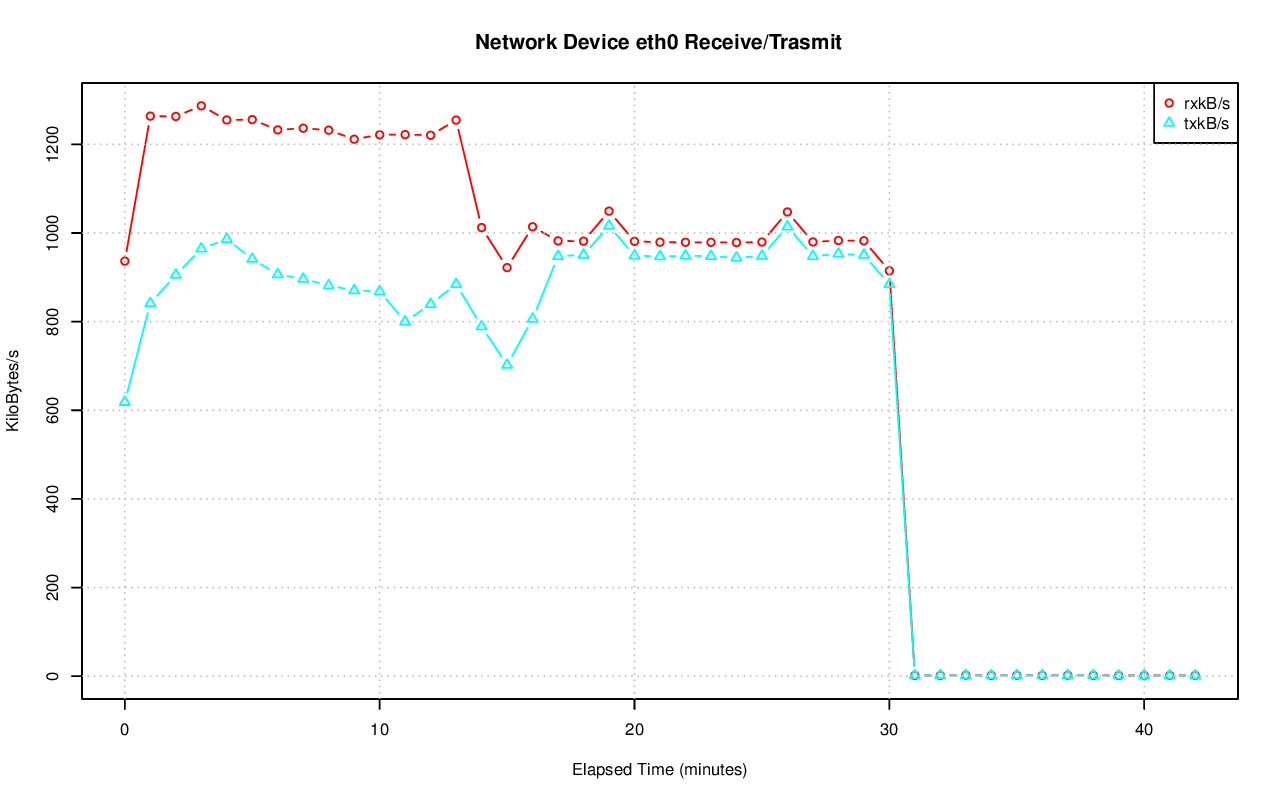 Network Device eth0 Receive/Trasmit
rxkB/s
txkB/s
1200
1000
800
600
400
200
0
KiloBytes/s
0 10 20 30 40
Elapsed Time (minutes)